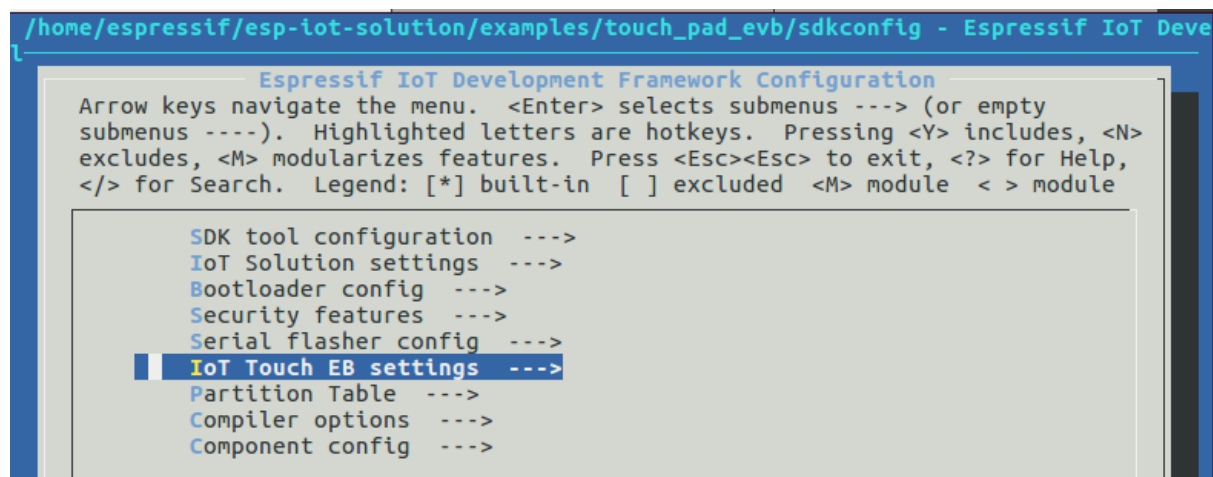 /home/espressif/esp-iot-solution/examples/touch_pad_evb/sdkconfig - Espressif IoT Deve
Espressif IoT Development Framework Configuration
Arrow keys navigate the menu.  <Enter> selects submenus ---> (or empty
submenus ----).  Highlighted letters are hotkeys.  Pressing <Y> includes, <N>
excludes, <M> modularizes features.  Press <Esc><Esc> to exit, <?> for Help,
</> for Search.  Legend: [*] built-in  [ ] excluded  <M> module  < > module
SDK tool configuration  --->
IoT Solution settings  --->
Bootloader config  --->
Security features  --->
Serial flasher config  --->
IoT Touch EB settings  --->
Partition Table  --->
Compiler options  --->
Component config  --->